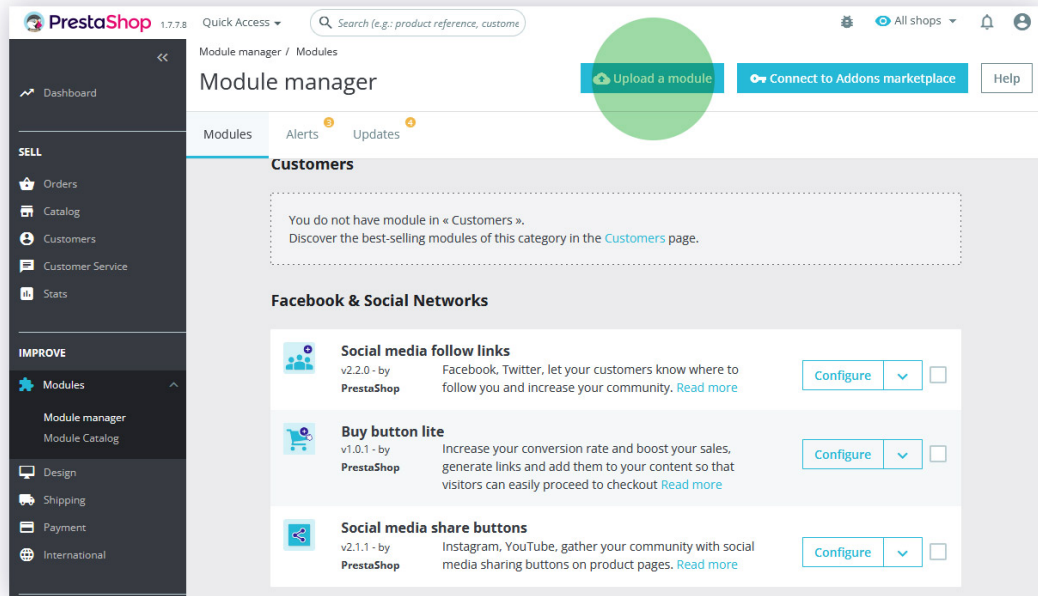 PrestaShop 1.7.7.8 Quick Access Search (e.g.: product reference, custome All shops
Module manager / Modules
Module manager
Upload a module Connect to Addons marketplace Help
Modules Alerts 3 Updates 4
Dashboard
SELL
Orders
Catalog
Customers
Customer Service
Stats
IMPROVE
Modules
Module manager
Module Catalog
Design
Shipping
Payment
International
Customers
You do not have module in « Customers ».
Discover the best-selling modules of this category in the Customers page.
Facebook & Social Networks
Social media follow links
v2.2.0 - by
PrestaShop
Facebook, Twitter, let your customers know where to
follow you and increase your community. Read more
Configure
Buy button lite
v1.0.1 - by
PrestaShop
Increase your conversion rate and boost your sales,
generate links and add them to your content so that
visitors can easily proceed to checkout Read more
Configure
Social media share buttons
v2.1.1 - by
PrestaShop
Instagram, YouTube, gather your community with social
media sharing buttons on product pages. Read more
Configure